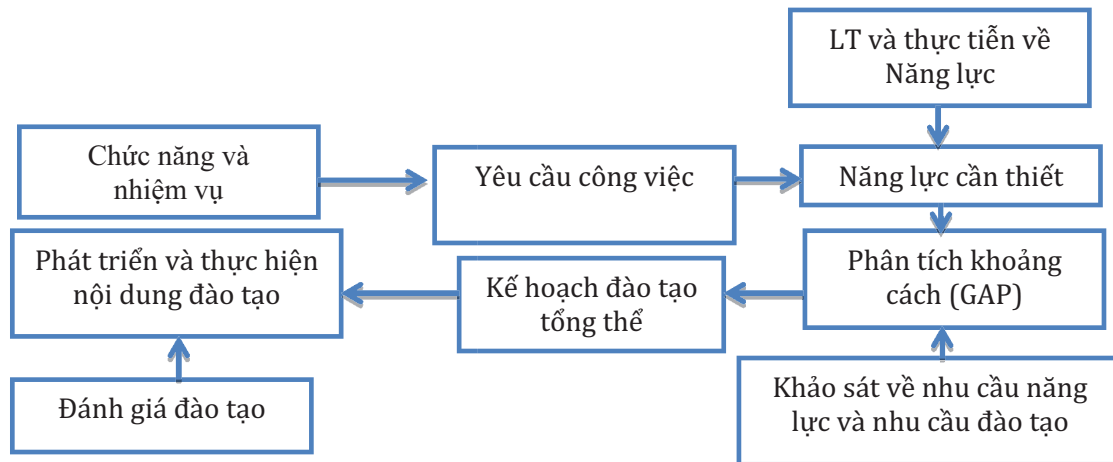 LT và thực tiễn về
Năng lực
Chức năng và
nhiệm vụ
Yêu cầu công việc
Năng lực cần thiết
Phát triển và thực hiện
nội dung đào tạo
Kế hoạch đào tạo
tổng thể
Phân tích khoảng
cách (GAP)
Đánh giá đào tạo
Khảo sát về nhu cầu năng
lực và nhu cầu đào tạo